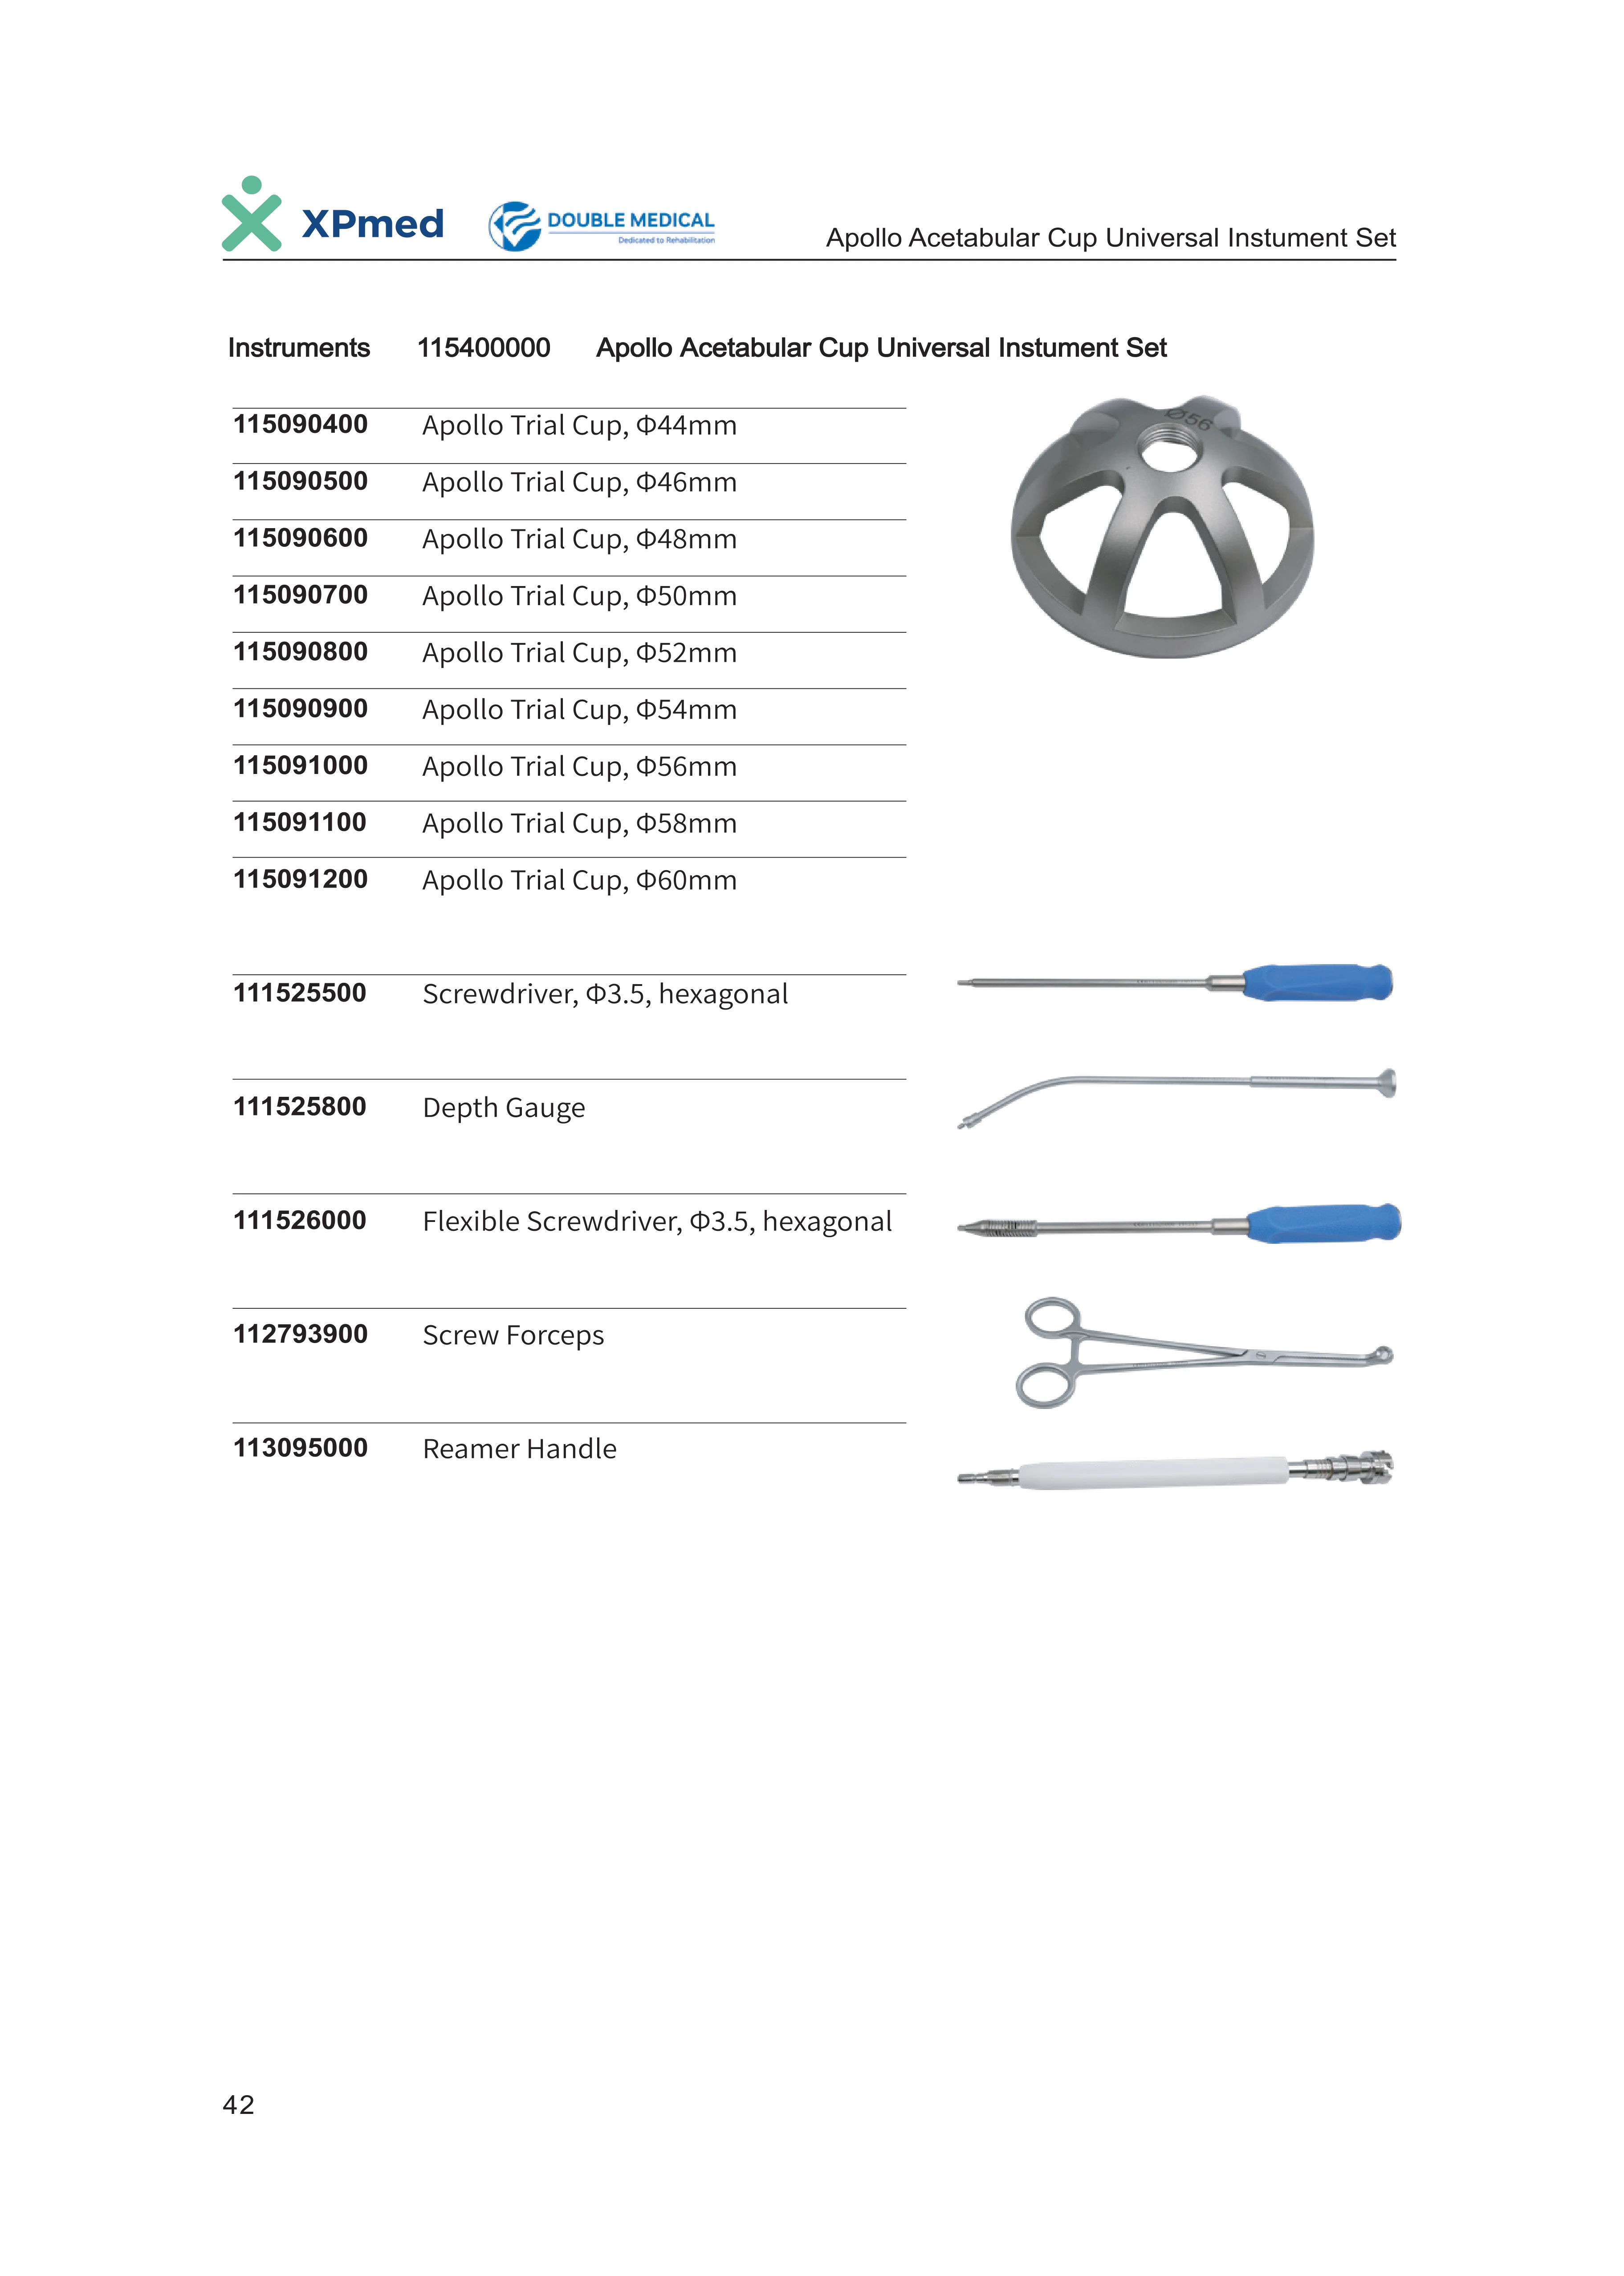 XPmed
DOUBLE MEDICAL
Dedicated to Rehabilitation
Apollo Acetabular Cup Universal Instument Set
Instruments 115400000 Apollo Acetabular Cup Universal Instument Set
115090400 Apollo Trial Cup, Φ44mm
Ø56
115090500 Apollo Trial Cup, Φ46mm
115090600 Apollo Trial Cup, Φ48mm
115090700 Apollo Trial Cup, Φ50mm
115090800 Apollo Trial Cup, Φ52mm
115090900 Apollo Trial Cup, Φ54mm
115091000 Apollo Trial Cup, Φ56mm
115091100 Apollo Trial Cup, Φ58mm
115091200 Apollo Trial Cup, Φ60mm
111525500 Screwdriver, Φ3.5, hexagonal
111525800 Depth Gauge
111526000 Flexible Screwdriver, Φ3.5, hexagonal
112793900 Screw Forceps
113095000 Reamer Handle
42